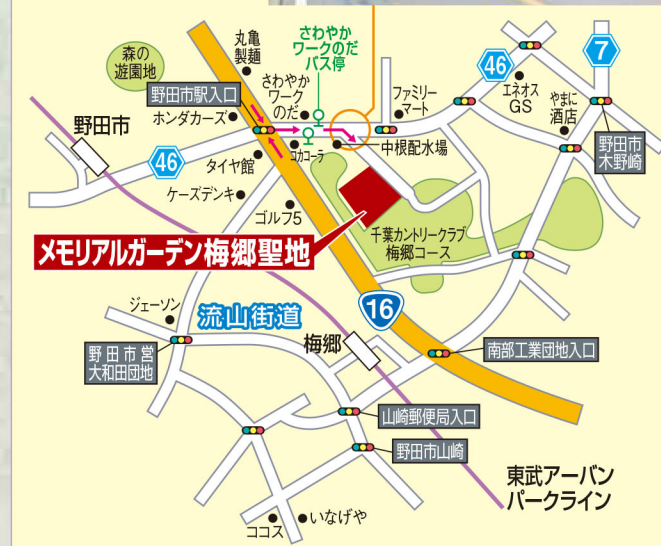 森の
遊園地
丸亀
製麺
さわやか
ワークのだ
バス停
野田市駅入口
さわやか
ワーク
のだ
ホンダカーズ
46
エネオス
GS
7
ファミリー
マート
やまに
酒店
野田市
46
タイヤ館
コカコーラ
中根配水場
野田市
木野崎
ケーズデンキ
ゴルフ5
千葉カントリークラブ
梅郷コース
メモリアルガーデン梅郷聖地
ジェーソン
流山街道
16
野田市営
大和田団地
梅郷
南部工業団地入口
山崎郵便局入口
野田市山崎
東武アーバン
パークライン
ココス
いなげや